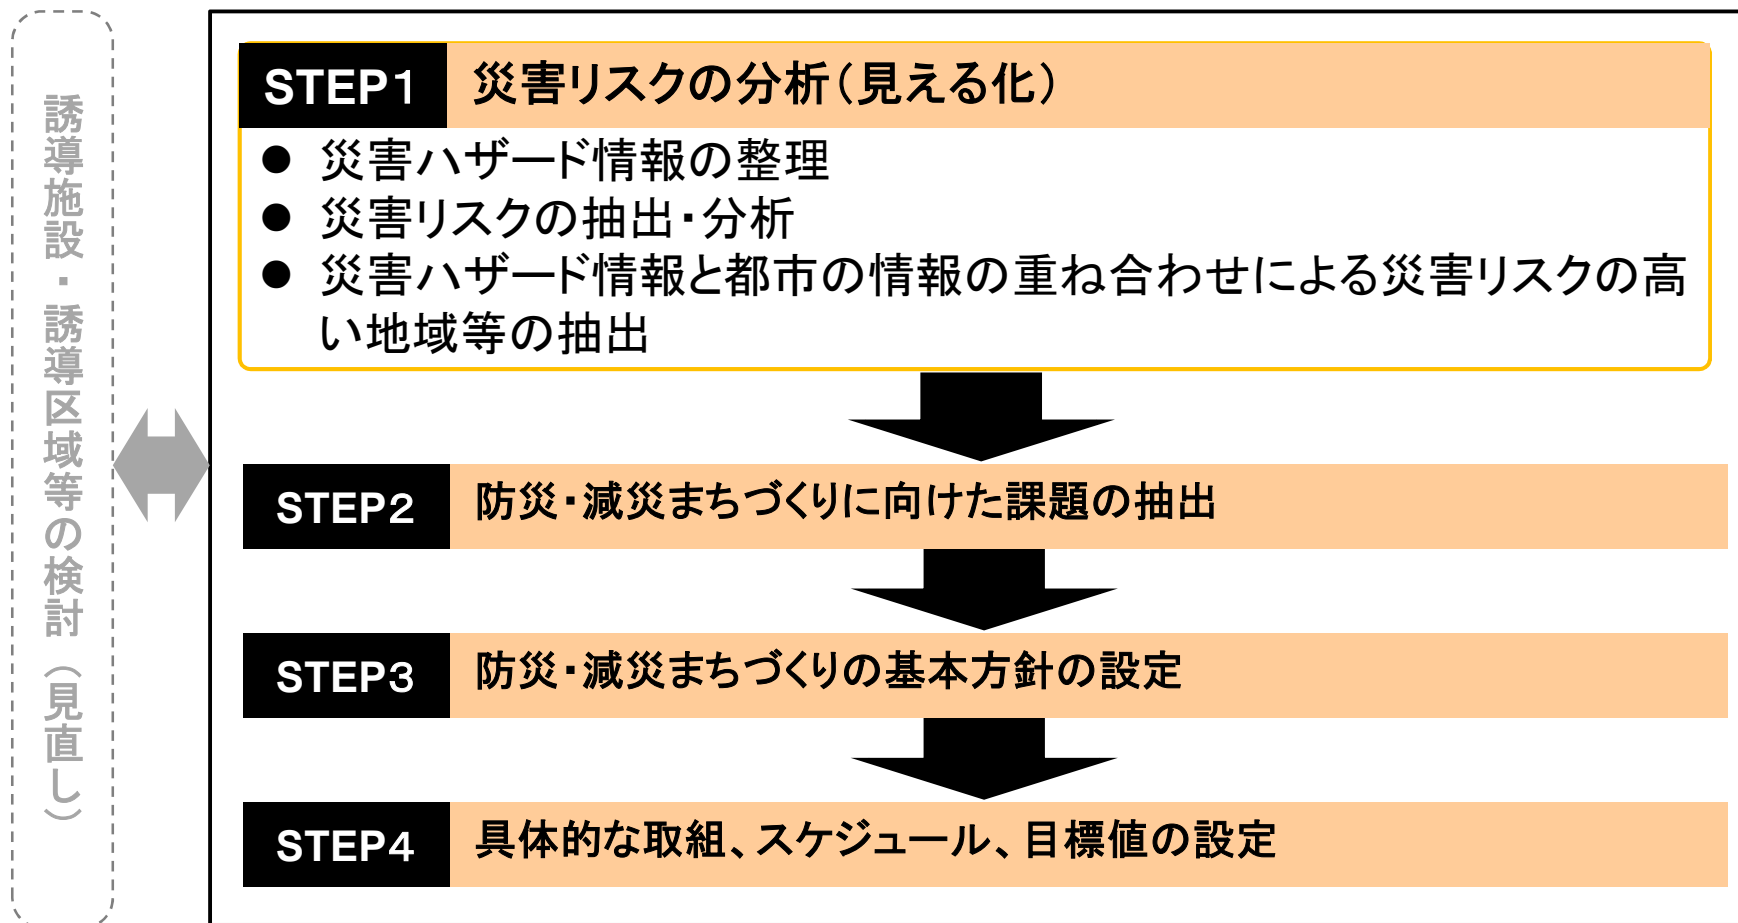 誘導施設・誘導区域等の検討（見直し）
STEP1 災害リスクの分析（見える化）
● 災害ハザード情報の整理
● 災害リスクの抽出・分析
● 災害ハザード情報と都市の情報の重ね合わせによる災害リスクの高
い地域等の抽出
STEP2 防災・減災まちづくりに向けた課題の抽出
STEP3 防災・減災まちづくりの基本方針の設定
STEP4 具体的な取組、スケジュール、目標値の設定